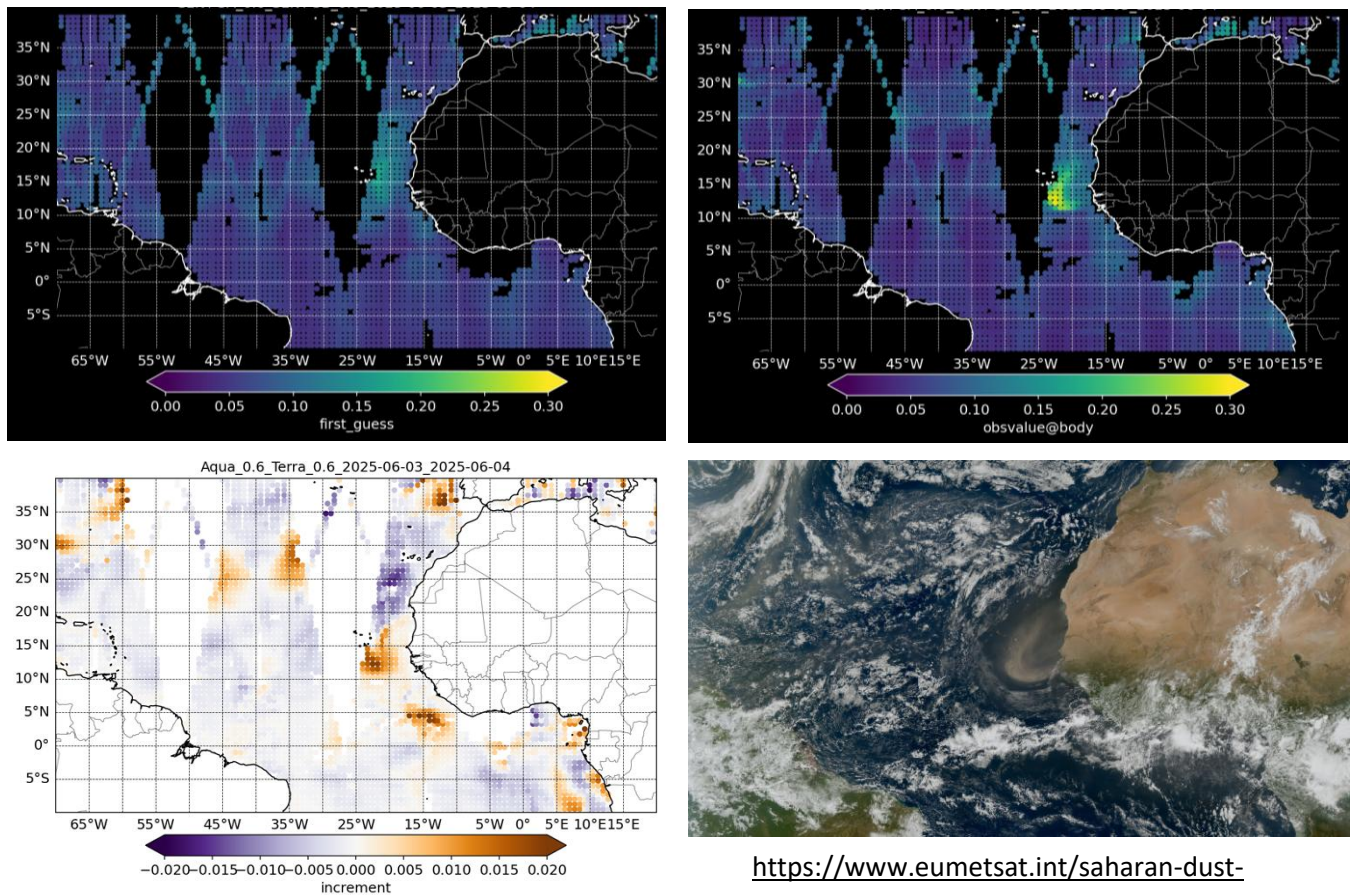 35°N
30°N
25°N
20°N
15°N
10°N
5°N
0°
5°S
65°W 55°W 45°W 35°W 25°W 15°W 5°W 0° 5°E 10°E15°E
0.00 0.05 0.10 0.15 0.20 0.25 0.30
first_guess
35°N
30°N
25°N
20°N
15°N
10°N
5°N
0°
5°S
65°W 55°W 45°W 35°W 25°W 15°W 5°W 0° 5°E 10°E15°E
0.00 0.05 0.10 0.15 0.20 0.25 0.30
obsvalue@body
Aqua_0.6_Terra_0.6_2025-06-03_2025-06-04
35°N
30°N
25°N
20°N
15°N
10°N
5°N
0°
5°S
65°W 55°W 45°W 35°W 25°W 15°W 5°W 0° 5°E 10°E15°E
−0.020−0.015−0.010−0.005 0.000 0.005 0.010 0.015 0.020
increment
https://www.eumetsat.int/saharan-dust-